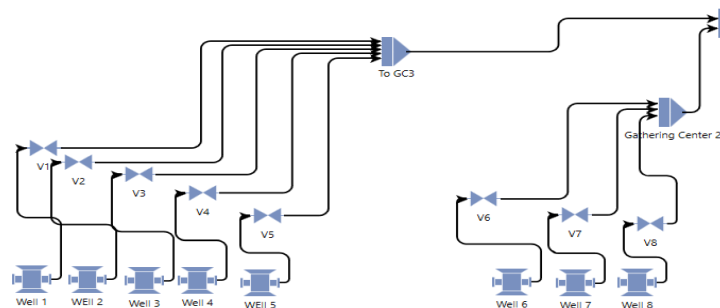 To GC3
Gathering Center 2
V1
V2
V3
V4
V5
V6
V7
V8
Well 1
WEll 2
Well 3
Well 4
WEll 5
Well 6
Well 7
Well 8